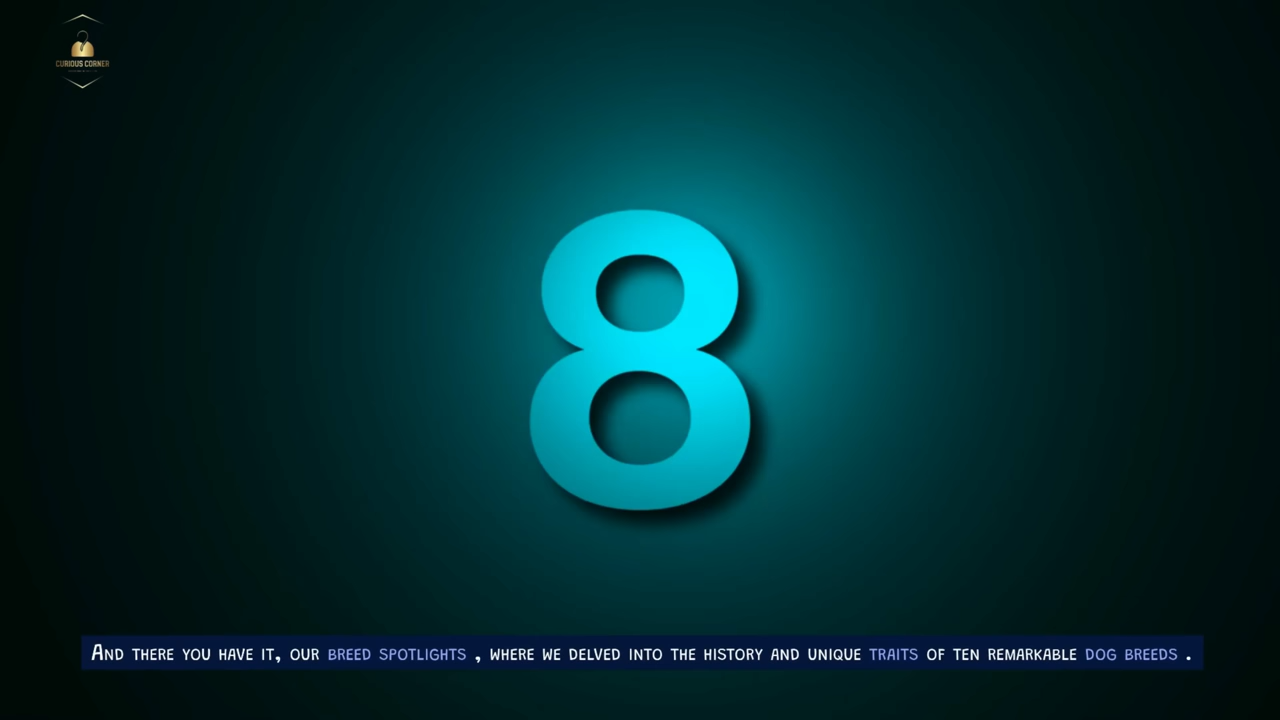 CURIOUS CORNER
8
And there you have it, our breed spotlights , where we delved into the history and unique traits of ten remarkable dog breeds .